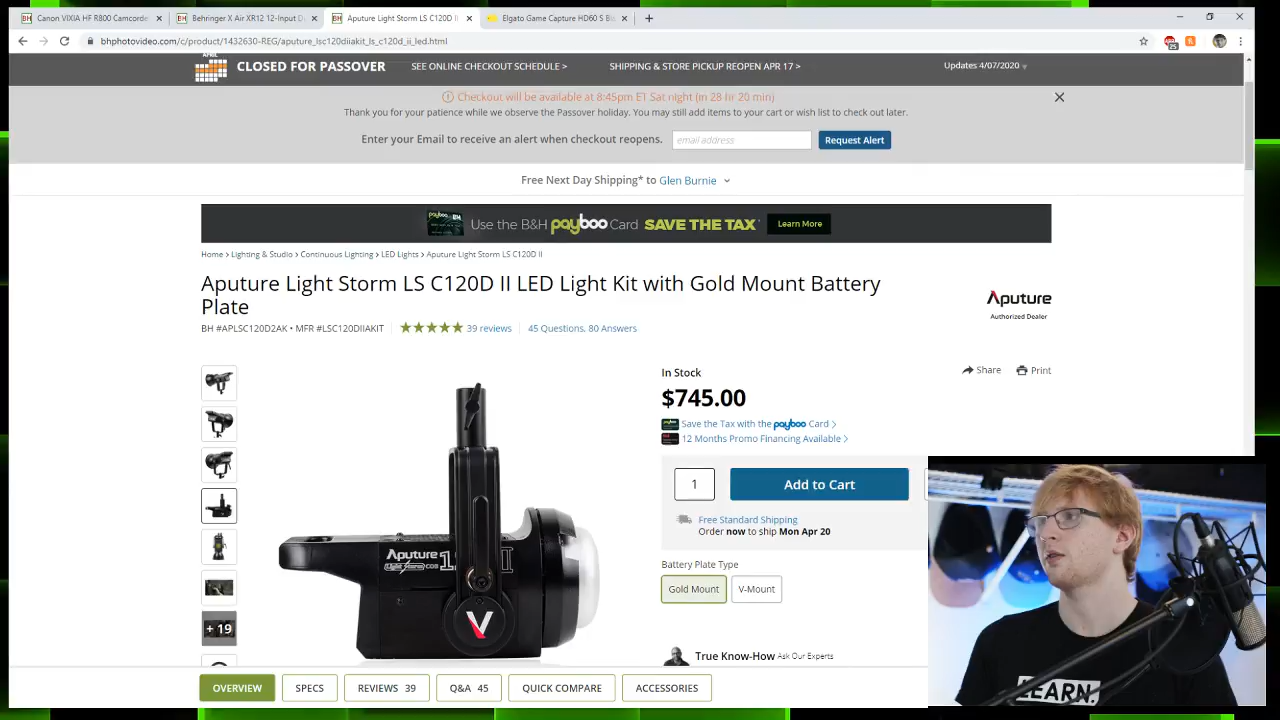 Canon VIXIA HF R800 Camcorde
Behringer X Air XR12 12-Input D
Aputure Light Storm LS C120D I
Elgato Game Capture HD60 S Bl
bhphotovideo.com/c/product/1432630-REG/aputure_lsc120diiakit_ls_c120d_ii_led.html
25
APRIL
CLOSED FOR PASSOVER
SEE ONLINE CHECKOUT SCHEDULE >
SHIPPING & STORE PICKUP REOPEN APR 17 >
Updates 4/07/2020
Checkout will be available at 8:45pm ET Sat night (in 28 hr 20 min)
Thank you for your patience while we observe the Passover holiday. You may still add items to your cart or wish list to check out later.
Enter your Email to receive an alert when checkout reopens.
email address
Request Alert
Free Next Day Shipping* to Glen Burnie
payboo
Use the B&H payboo Card SAVE THE TAX
Learn More
Home > Lighting & Studio > Continuous Lighting > LED Lights > Aputure Light Storm LS C120D II
Aputure Light Storm LS C120D II LED Light Kit with Gold Mount Battery
Plate
Aputure
Authorized Dealer
BH #APLSC120D2AK • MFR #LSC120DIIAKIT
39 reviews
45 Questions, 80 Answers
In Stock
Share
Print
$745.00
Save the Tax with the payboo Card >
12 Months Promo Financing Available >
1
Add to Cart
Free Standard Shipping
Order now to ship Mon Apr 20
Battery Plate Type
Gold Mount
V-Mount
Aputure
Light Storm COB
+ 19
True Know-How Ask Our Experts
OVERVIEW
SPECS
REVIEWS 39
Q&A 45
QUICK COMPARE
ACCESSORIES
LEARN.